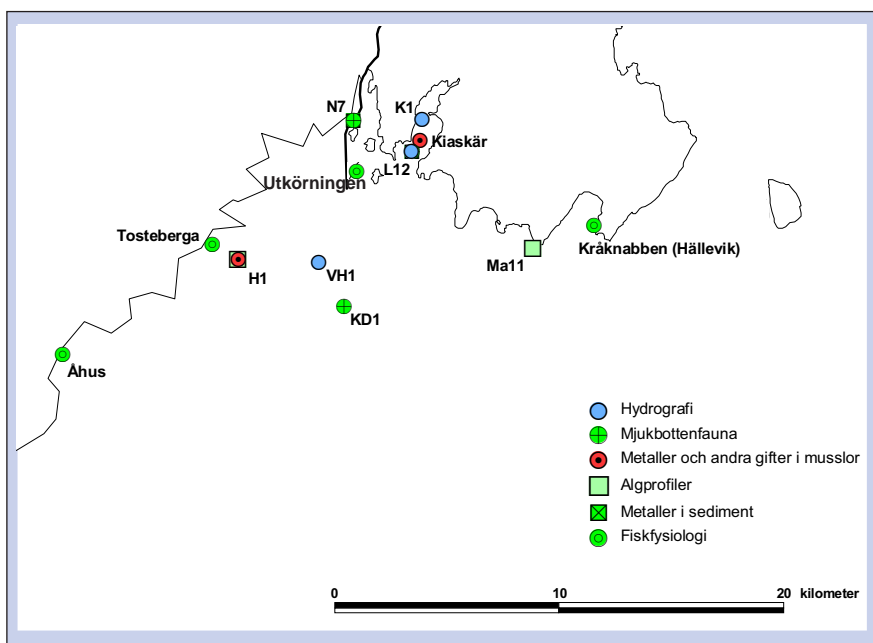 N7
K1
Kiaskär
L12
Utkörningen
Tosteberga
Kråknabben (Hällevik)
Ma11
H1
VH1
KD1
Åhus
Hydrografi
Mjukbottenfauna
Metaller och andra gifter i musslor
Algprofiler
Metaller i sediment
Fiskfysiologi
0 10 20 kilometer